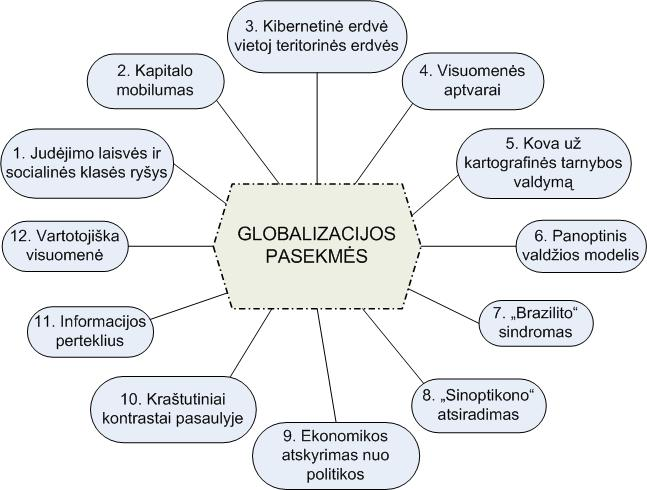 3. Kibernetinė erdvė
vietoj teritorinės erdvės
2. Kapitalo
mobilumas
4. Visuomenės
aptvarai
1. Judėjimo laisvės ir
socialinės klasės ryšys
5. Kova už
kartografinės tarnybos
valdymą
GLOBALIZACIJOS
PASEKMĖS
12. Vartotojiška
visuomenė
6. Panoptinis
valdžios modelis
11. Informacijos
perteklius
7. „Brazilito“
sindromas
10. Kraštutiniai
kontrastai pasaulyje
8. „Sinoptikono“
atsiradimas
9. Ekonomikos
atskyrimas nuo
politikos